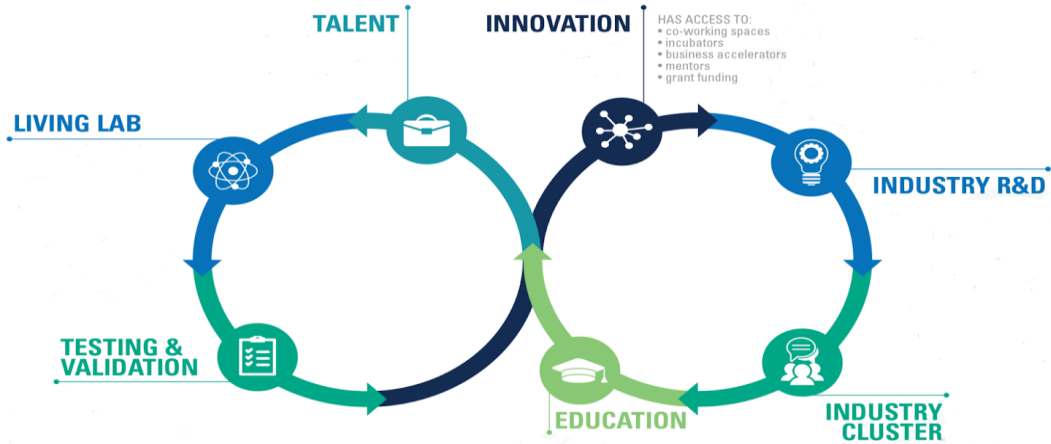 TALENT
INNOVATION
HAS ACCESS TO:
• co-working spaces
• incubators
• business accelerators
• mentors
• grant funding
LIVING LAB
INDUSTRY R&D
TESTING &
VALIDATION
EDUCATION
INDUSTRY
CLUSTER